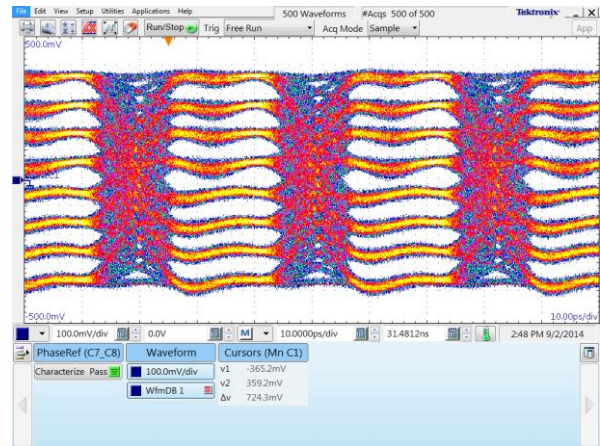 File Edit View Setup Utilities Applications Help 500 Waveforms #Acqs 500 of 500 Tektronix
Run/Stop Trig Free Run Acq Mode Sample App
500.0mV
-500.0mV 10.00ps/div
100.0mV/div 0.0V M 10.0000ps/div 31.4812ns 2:48 PM 9/2/2014
PhaseRef (C7_C8) Waveform Cursors (Mn C1)
Characterize Pass 100.0mV/div v1 -365.2mV
WfmDB 1 v2 359.2mV
Δv 724.3mV